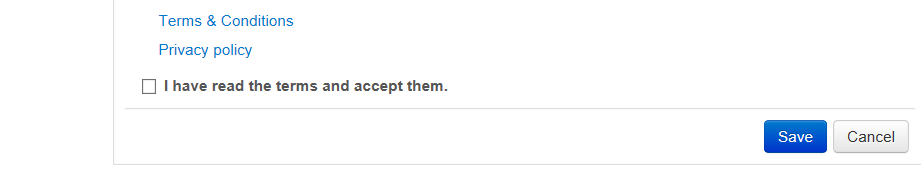 Terms & Conditions
Privacy policy
I have read the terms and accept them.
Save Cancel